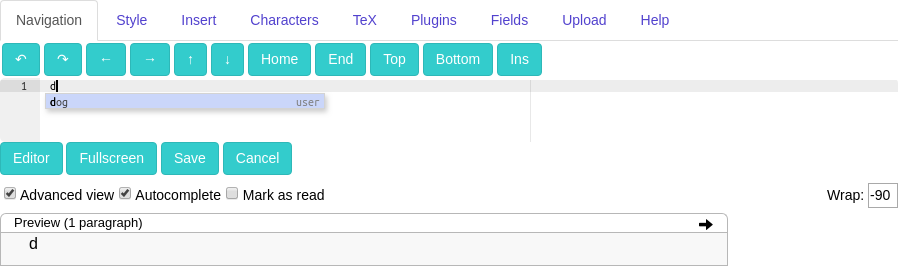 Navigation Style Insert Characters TeX Plugins Fields Upload Help
↶ ↷ ← → ↑ ↓ Home End Top Bottom Ins
1 d
dog user
Editor Fullscreen Save Cancel
Advanced view Autocomplete Mark as read Wrap: -90
Preview (1 paragraph)
d